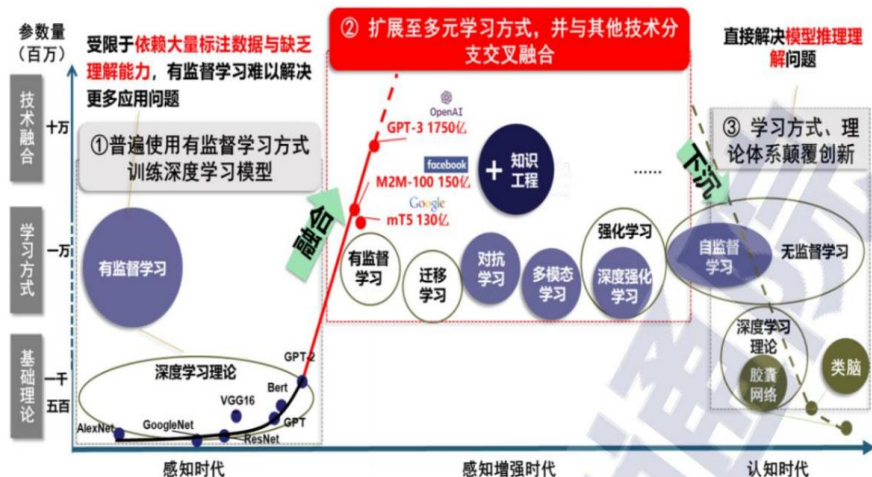 参数量
（百万）
技术融合
学习方式
基础理论
十万
一万
一千
五百
受限于依赖大量标注数据与缺乏
理解能力，有监督学习难以解决
更多应用问题
①普遍使用有监督学习方式
训练深度学习模型
有监督学习
深度学习理论
AlexNet
GoogleNet
VGG16
ResNet
GPT
Bert
GPT-2
融合
② 扩展至多元学习方式，并与其他技术分
支交叉融合
OpenAI
GPT-3 1750亿
facebook
M2M-100 150亿
Google
mT5 130亿
+ 知识
工程
......
有监督
学习
迁移
学习
对抗
学习
多模态
学习
强化学习
深度强化
学习
直接解决模型推理理
解问题
③ 学习方式、理
论体系颠覆创新
下沉
自监督
学习
无监督学习
深度学习
理论
胶囊
网络
类脑
感知时代
感知增强时代
认知时代